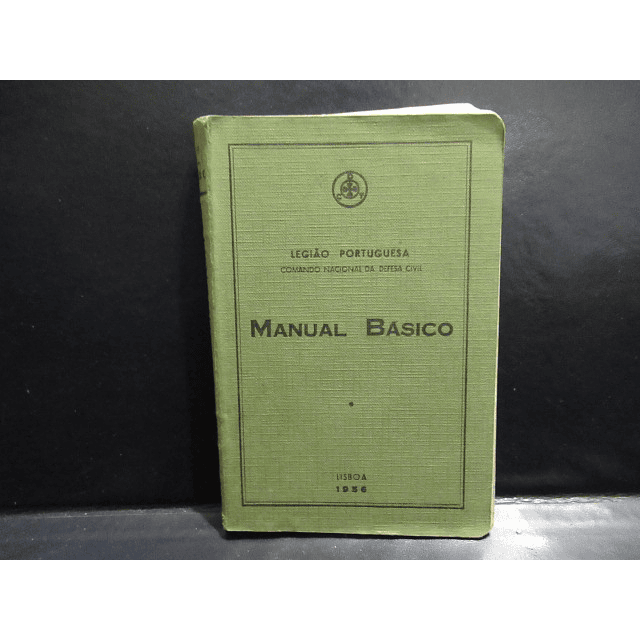 D
C T
LEGIÃO PORTUGUESA
COMANDO NACIONAL DA DEFESA CIVIL
MANUAL BÁSICO
LISBOA
1956